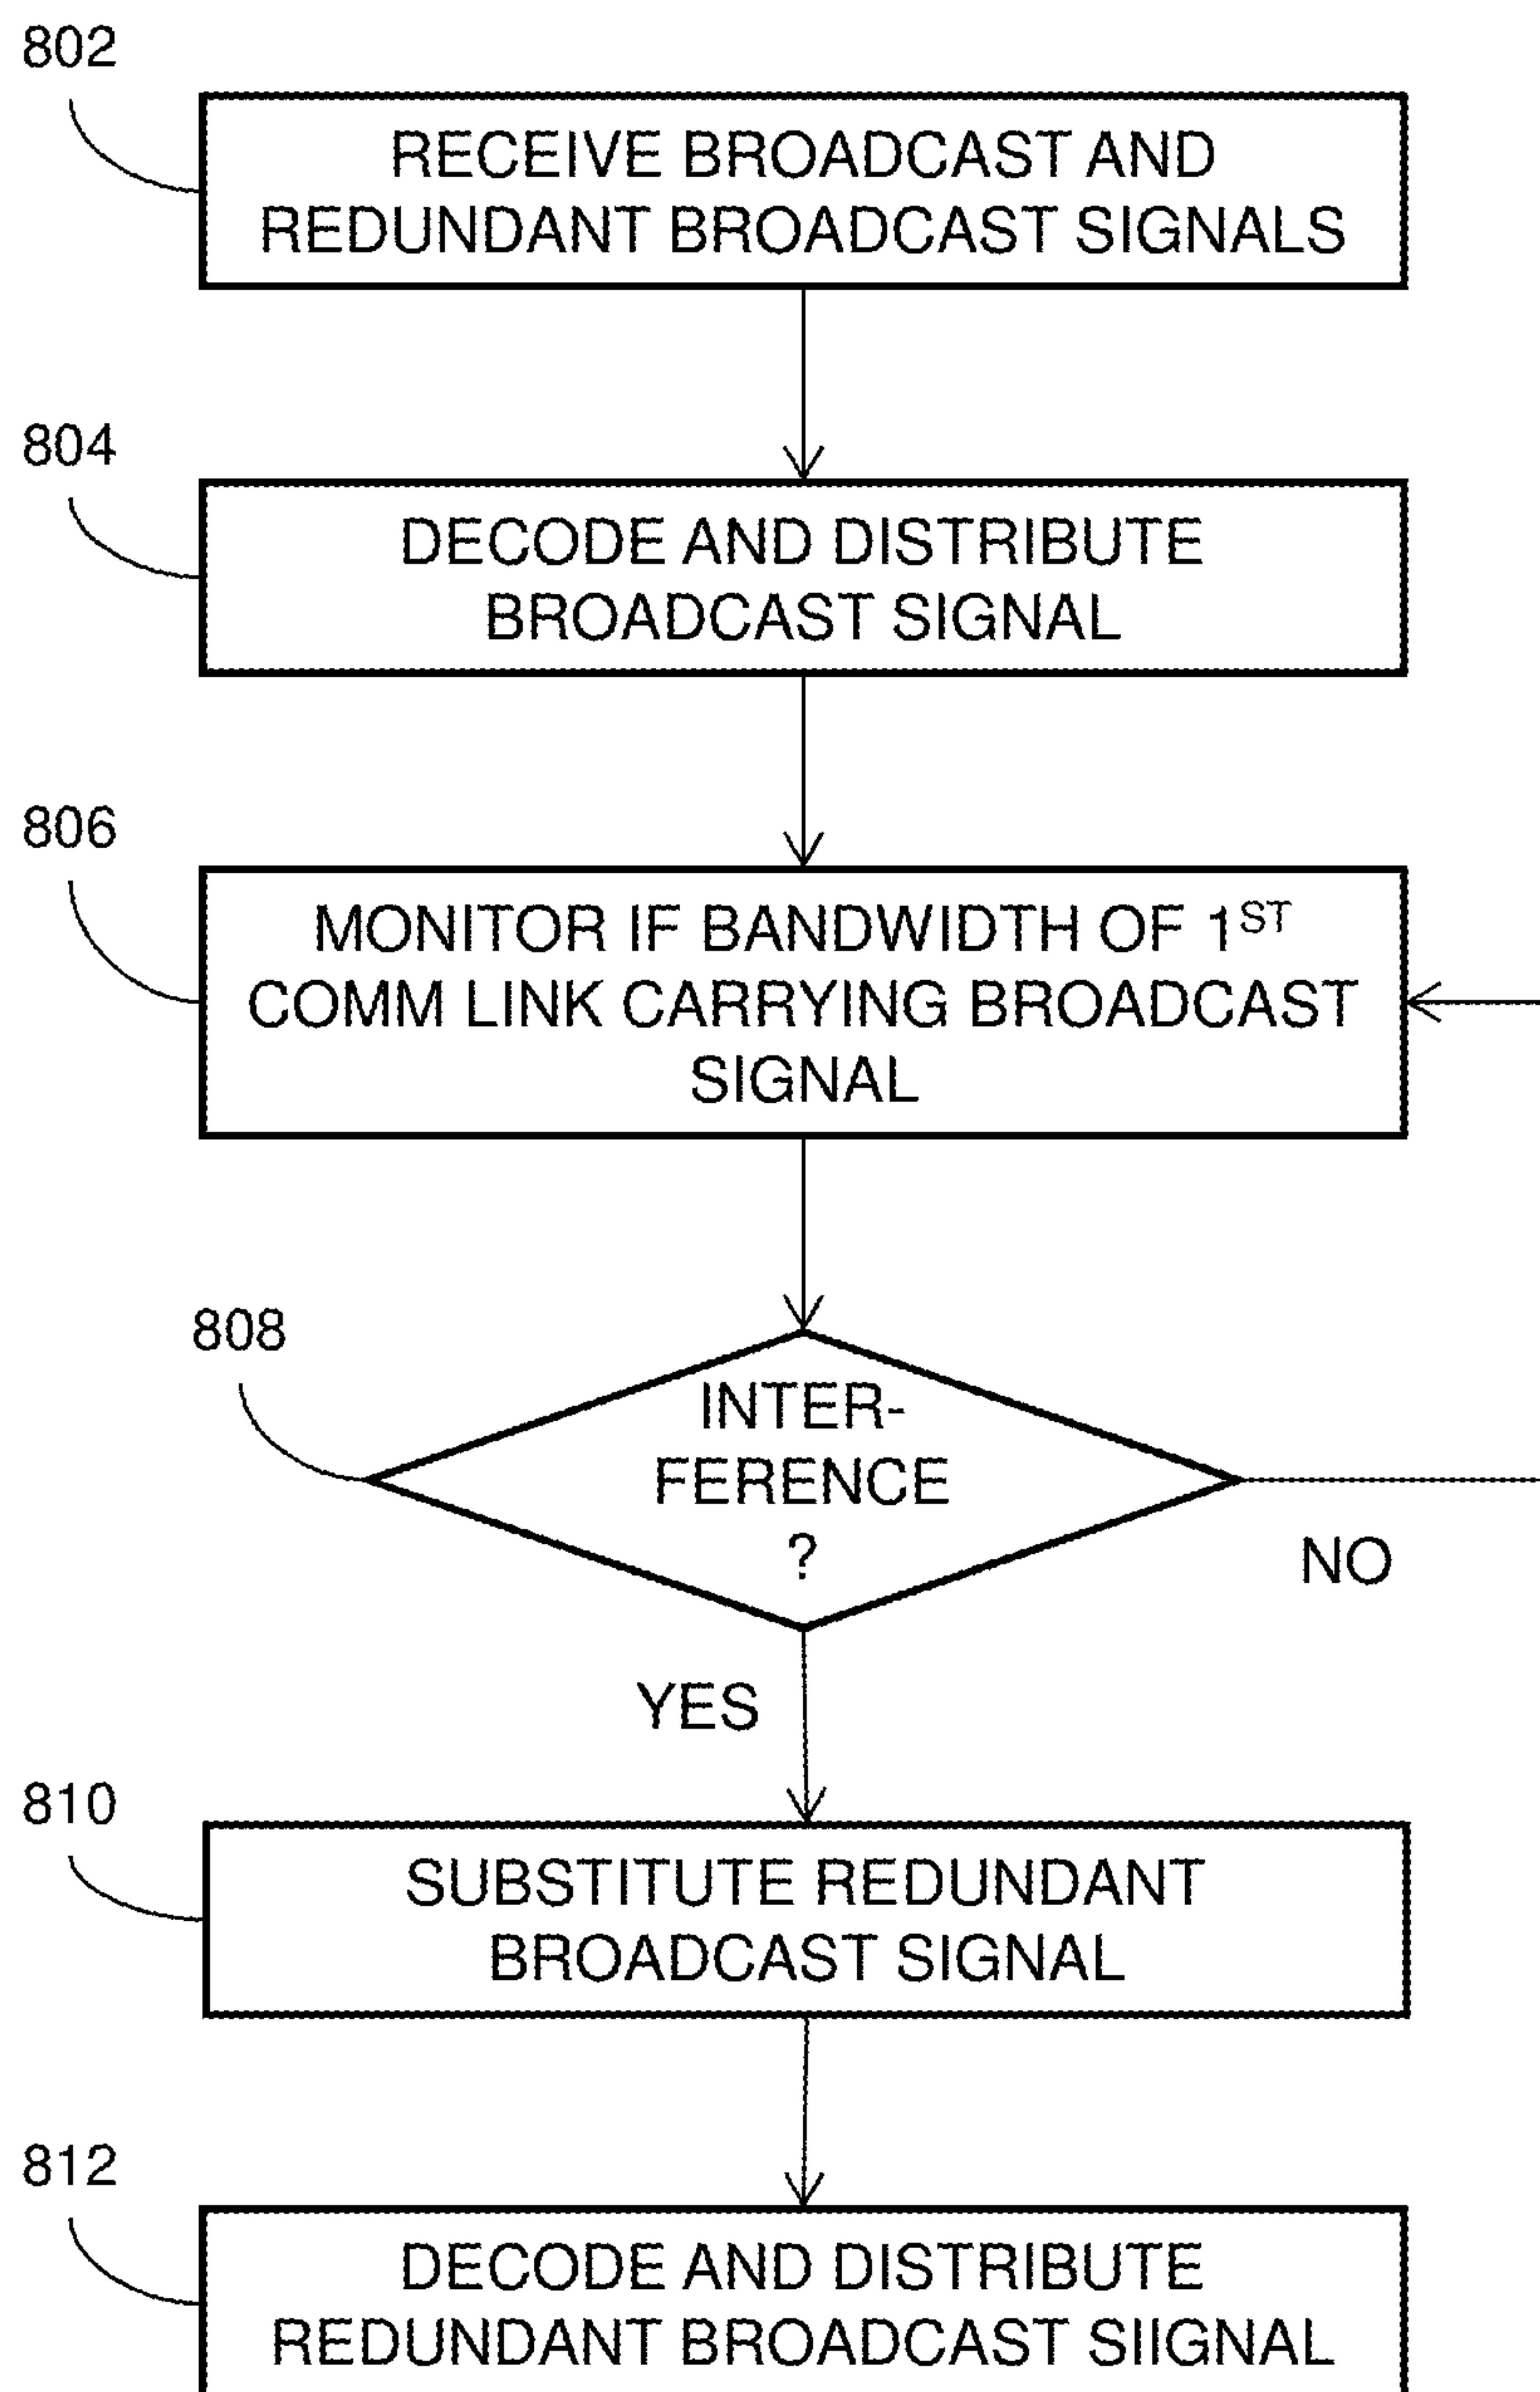 802
RECEIVE BROADCAST AND
REDUNDANT BROADCAST SIGNALS
804
DECODE AND DISTRIBUTE
BROADCAST SIGNAL
806
MONITOR IF BANDWIDTH OF 1ST
COMM LINK CARRYING BROADCAST
SIGNAL
808
INTER-
FERENCE
?
NO
YES
810
SUBSTITUTE REDUNDANT
BROADCAST SIGNAL
812
DECODE AND DISTRIBUTE
REDUNDANT BROADCAST SIIGNAL